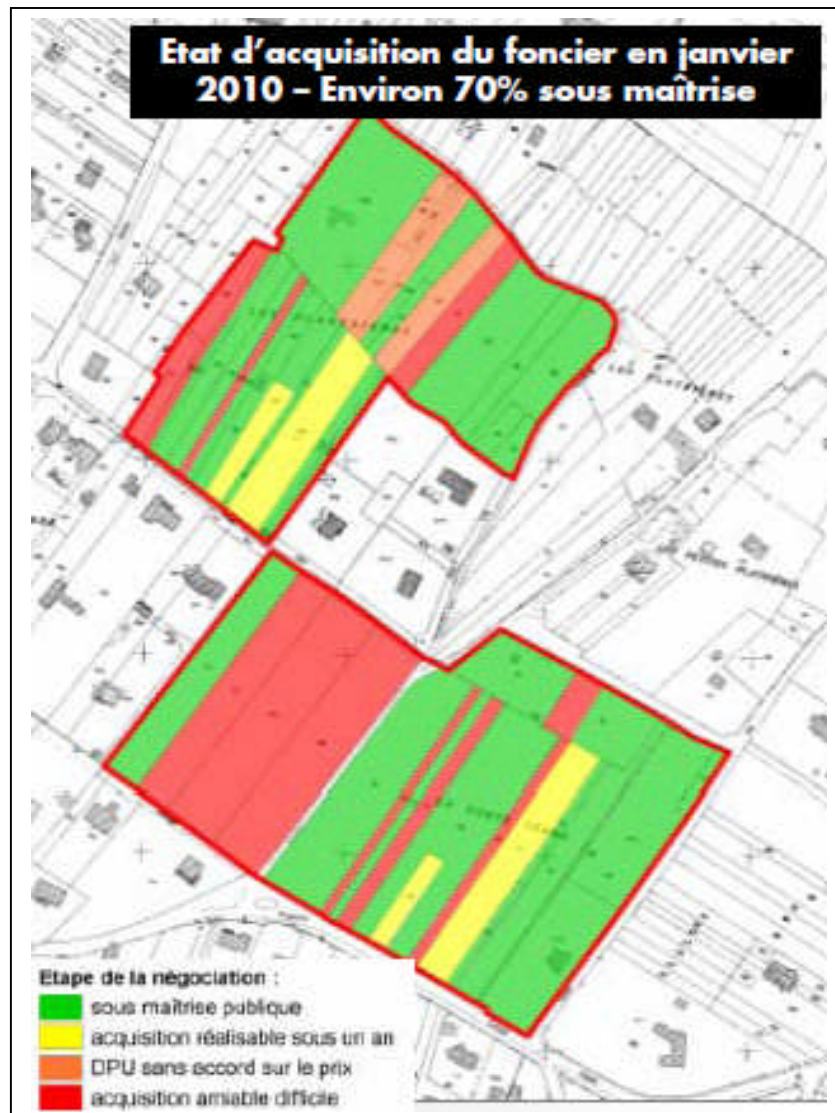 Etat d’acquisition du foncier en janvier
2010 – Environ 70% sous maîtrise
Etape de la négociation :
sous maîtrise publique
acquisition réalisable sous un an
DPU sans accord sur le prix
acquisition amiable difficile